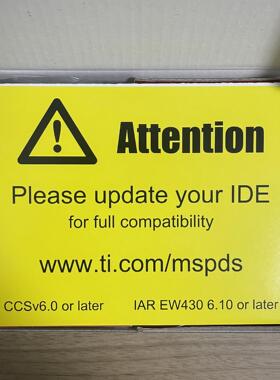 Attention
Please update your IDE
for full compatibility
www.ti.com/mspds
CCSv6.0 or later IAR EW430 6.10 or later